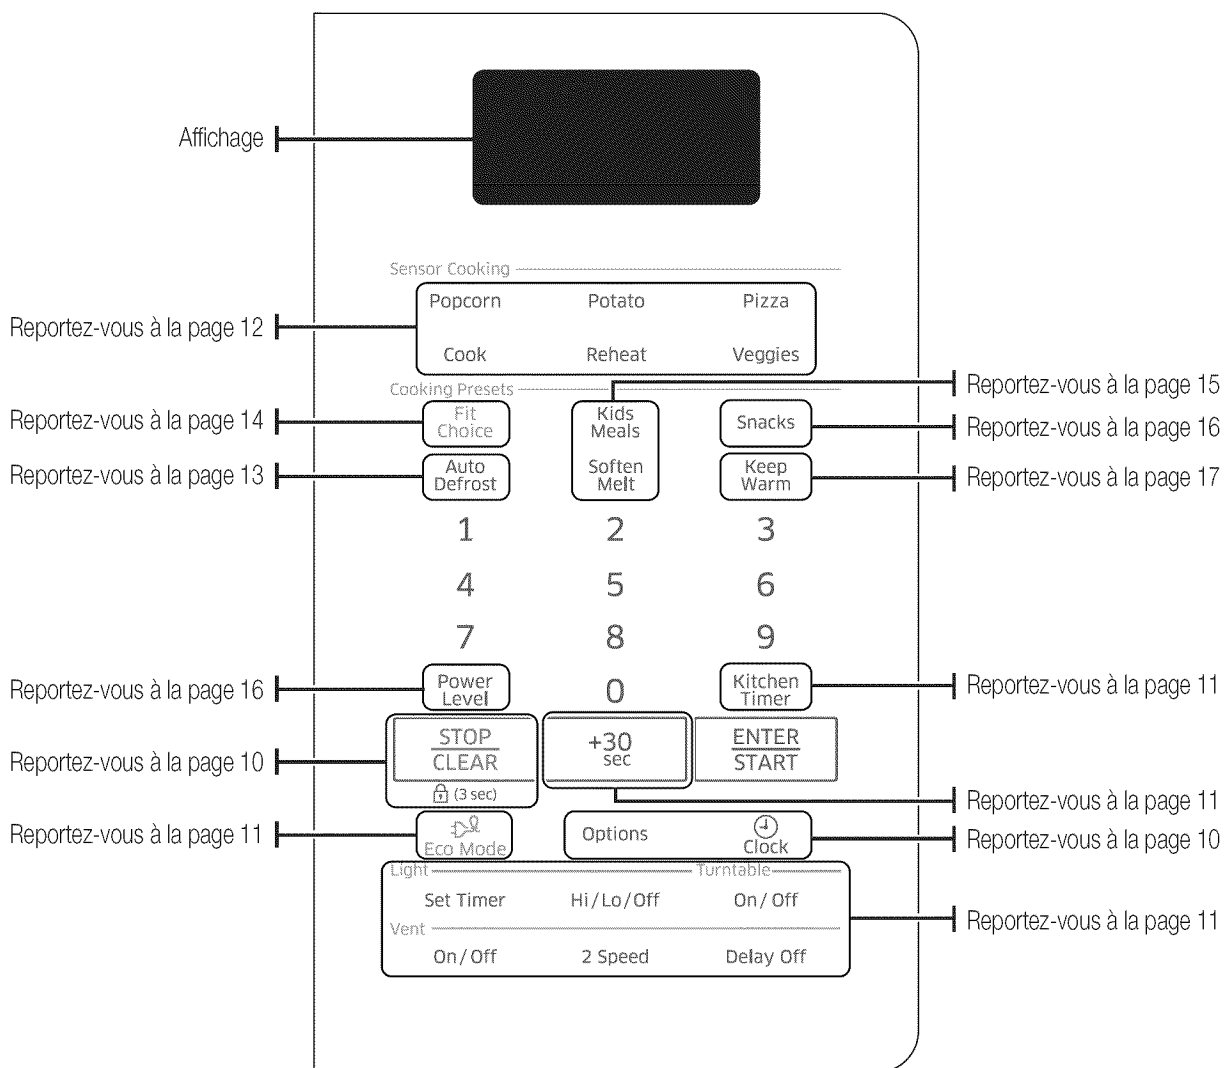 Affichage
Sensor Cooking
Popcorn Potato Pizza
Reportez-vous à la page 12
Cook Reheat Veggies
Cooking Presets
Reportez-vous à la page 15
Reportez-vous à la page 14
Fit
Choice
Kids
Meals
Snacks
Reportez-vous à la page 16
Reportez-vous à la page 13
Auto
Defrost
Soften
Melt
Keep
Warm
Reportez-vous à la page 17
1 2 3
4 5 6
7 8 9
Reportez-vous à la page 16
Power
Level
0
Kitchen
Timer
Reportez-vous à la page 11
Reportez-vous à la page 10
STOP
CLEAR
(3 sec)
+30
sec
ENTER
START
Reportez-vous à la page 11
Reportez-vous à la page 11
Eco Mode
Options
Clock
Reportez-vous à la page 10
Light Turntable
Set Timer Hi/Lo/Off On/Off
Reportez-vous à la page 11
Vent
On/Off 2 Speed Delay Off